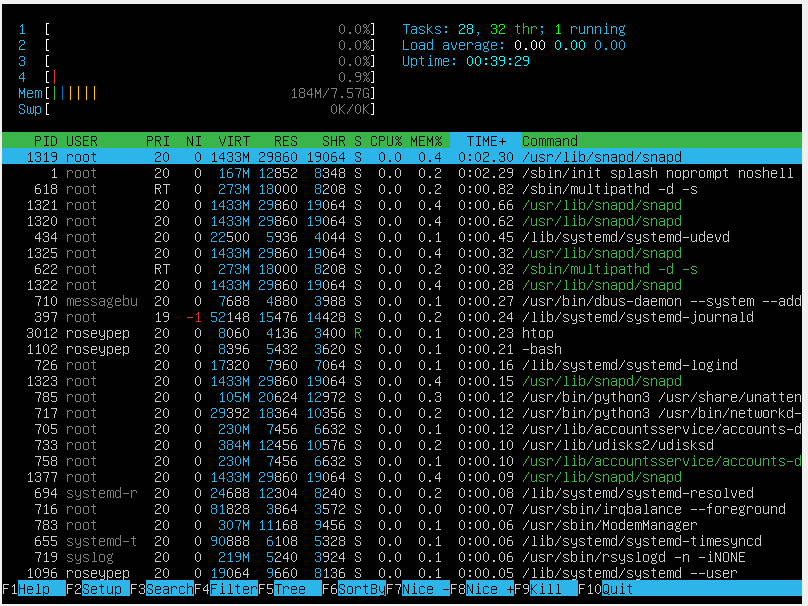 1 [ 0.0%] Tasks: 28, 32 thr; 1 running
2 [ 0.0%] Load average: 0.00 0.00 0.00
3 [ 0.0%] Uptime: 00:39:29
4 [| 0.9%]
Mem[||||||| 184M/7.57G]
Swp[ 0K/0K]
PID USER PRI NI VIRT RES SHR S CPU% MEM% TIME+ Command
1319 root 20 0 1433M 29860 19064 S 0.0 0.4 0:02.30 /usr/lib/snapd/snapd
1 root 20 0 167M 12852 8348 S 0.0 0.2 0:02.29 /sbin/init splash noprompt noshell
618 root RT 0 273M 18000 8208 S 0.0 0.2 0:00.82 /sbin/multipathd -d -s
1321 root 20 0 1433M 29860 19064 S 0.0 0.4 0:00.66 /usr/lib/snapd/snapd
1320 root 20 0 1433M 29860 19064 S 0.0 0.4 0:00.62 /usr/lib/snapd/snapd
434 root 20 0 22500 5936 4044 S 0.0 0.1 0:00.45 /lib/systemd/systemd-udevd
1325 root 20 0 1433M 29860 19064 S 0.0 0.4 0:00.32 /usr/lib/snapd/snapd
622 root RT 0 273M 18000 8208 S 0.0 0.2 0:00.32 /sbin/multipathd -d -s
1322 root 20 0 1433M 29860 19064 S 0.0 0.4 0:00.28 /usr/lib/snapd/snapd
710 messagebu 20 0 7688 4880 3988 S 0.0 0.1 0:00.27 /usr/bin/dbus-daemon --system --add
397 root 19 -1 52148 15476 14428 S 0.0 0.2 0:00.24 /lib/systemd/systemd-journald
3012 roseypep 20 0 8060 4136 3400 R 0.0 0.1 0:00.23 htop
1102 roseypep 20 0 8396 5432 3620 S 0.0 0.1 0:00.21 -bash
726 root 20 0 17320 7960 7064 S 0.0 0.1 0:00.16 /lib/systemd/systemd-logind
1323 root 20 0 1433M 29860 19064 S 0.0 0.4 0:00.15 /usr/lib/snapd/snapd
785 root 20 0 105M 20624 12972 S 0.0 0.3 0:00.12 /usr/bin/python3 /usr/share/unatten
717 root 20 0 29392 18364 10356 S 0.0 0.2 0:00.12 /usr/bin/python3 /usr/bin/networkd-
705 root 20 0 230M 7456 6632 S 0.0 0.1 0:00.12 /usr/lib/accountsservice/accounts-d
733 root 20 0 384M 12456 10576 S 0.0 0.2 0:00.10 /usr/lib/udisks2/udisksd
758 root 20 0 230M 7456 6632 S 0.0 0.1 0:00.10 /usr/lib/accountsservice/accounts-d
1377 root 20 0 1433M 29860 19064 S 0.0 0.4 0:00.09 /usr/lib/snapd/snapd
694 systemd-r 20 0 24688 12304 8240 S 0.0 0.2 0:00.08 /lib/systemd/systemd-resolved
716 root 20 0 81828 3864 3572 S 0.0 0.0 0:00.07 /usr/sbin/irqbalance --foreground
783 root 20 0 307M 11168 9456 S 0.0 0.1 0:00.06 /usr/sbin/ModemManager
655 systemd-t 20 0 90888 6108 5328 S 0.0 0.1 0:00.06 /lib/systemd/systemd-timesyncd
719 syslog 20 0 219M 5240 3924 S 0.0 0.1 0:00.06 /usr/sbin/rsyslogd -n -iNONE
1096 roseypep 20 0 19064 9660 8136 S 0.0 0.1 0:00.05 /lib/systemd/systemd --user
F1Help F2Setup F3SearchF4FilterF5Tree F6SortByF7Nice -F8Nice +F9Kill F10Quit